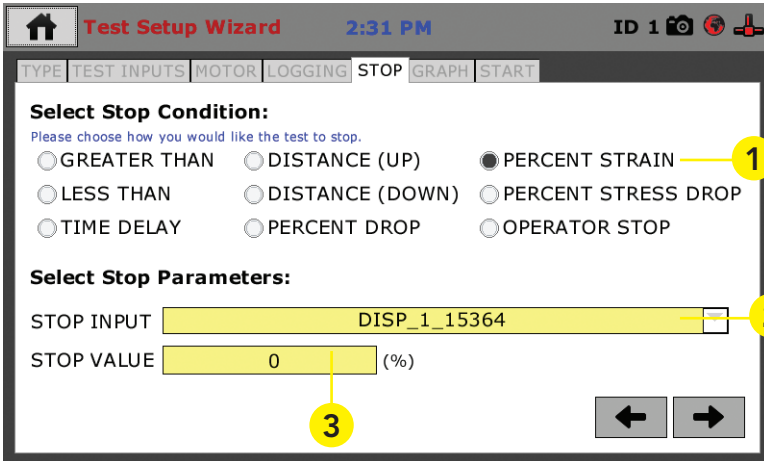 Test Setup Wizard 2:31 PM ID 1
TYPE TEST INPUTS MOTOR LOGGING STOP GRAPH START
Select Stop Condition:
Please choose how you would like the test to stop.
GREATER THAN DISTANCE (UP) PERCENT STRAIN 1
LESS THAN DISTANCE (DOWN) PERCENT STRESS DROP
TIME DELAY PERCENT DROP OPERATOR STOP
Select Stop Parameters:
STOP INPUT DISP_1_15364
STOP VALUE 0 (%)
3